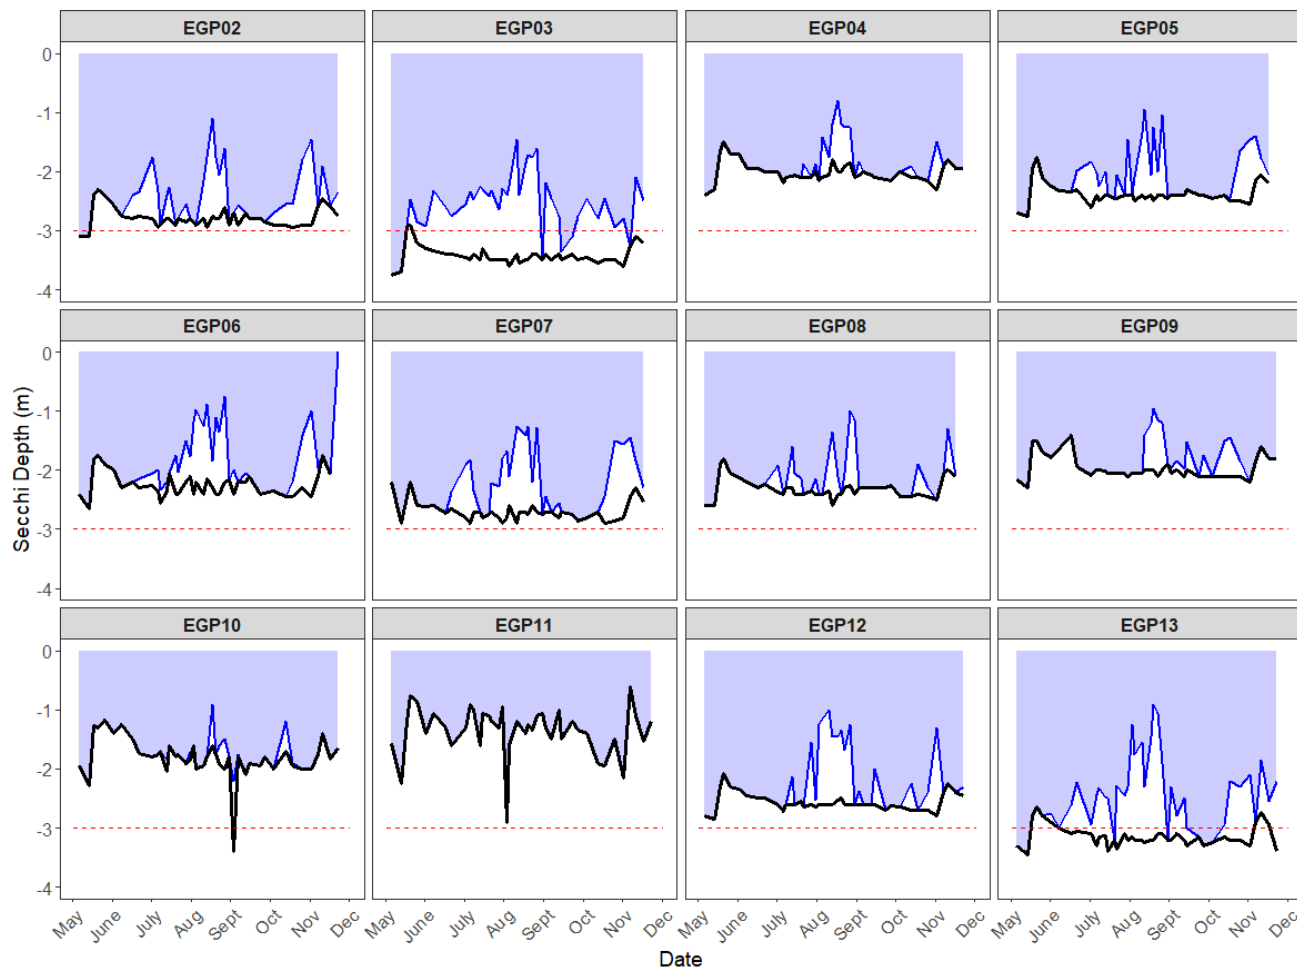 EGP02 EGP03 EGP04 EGP05
0
-1
-2
-3
-4
EGP06 EGP07 EGP08 EGP09
0
-1
-2
-3
-4
Secchi Depth (m)
EGP10 EGP11 EGP12 EGP13
0
-1
-2
-3
-4
May June July Aug Sept Oct Nov Dec May June July Aug Sept Oct Nov Dec May June July Aug Sept Oct Nov Dec May June July Aug Sept Oct Nov Dec
Date